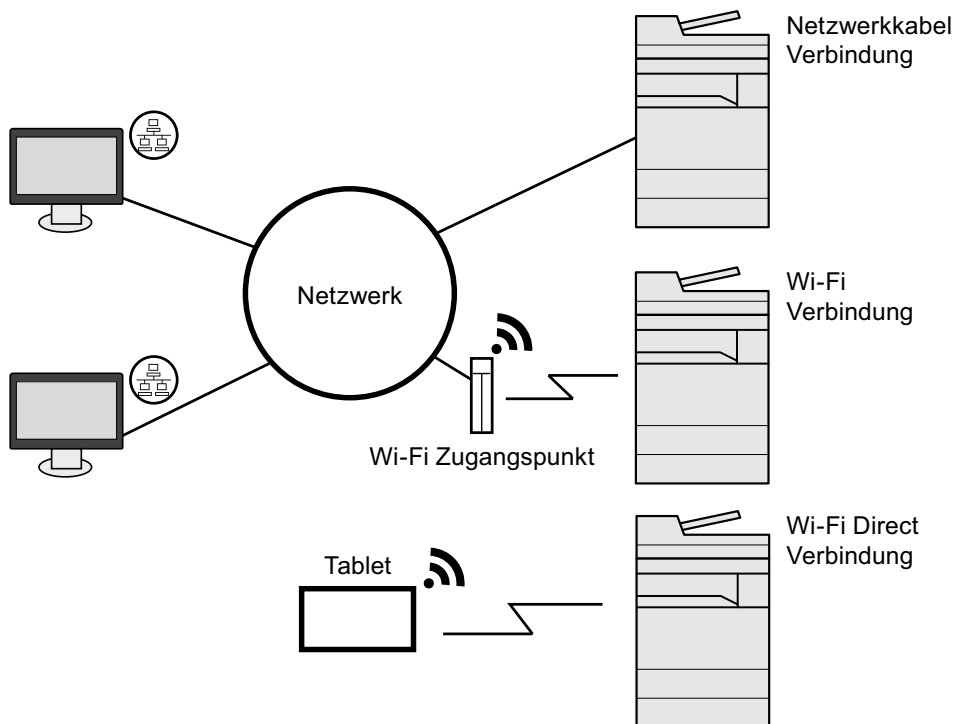 Netzwerkkabel
Verbindung
Netzwerk
Wi-Fi
Verbindung
Wi-Fi Zugangspunkt
Wi-Fi Direct
Verbindung
Tablet